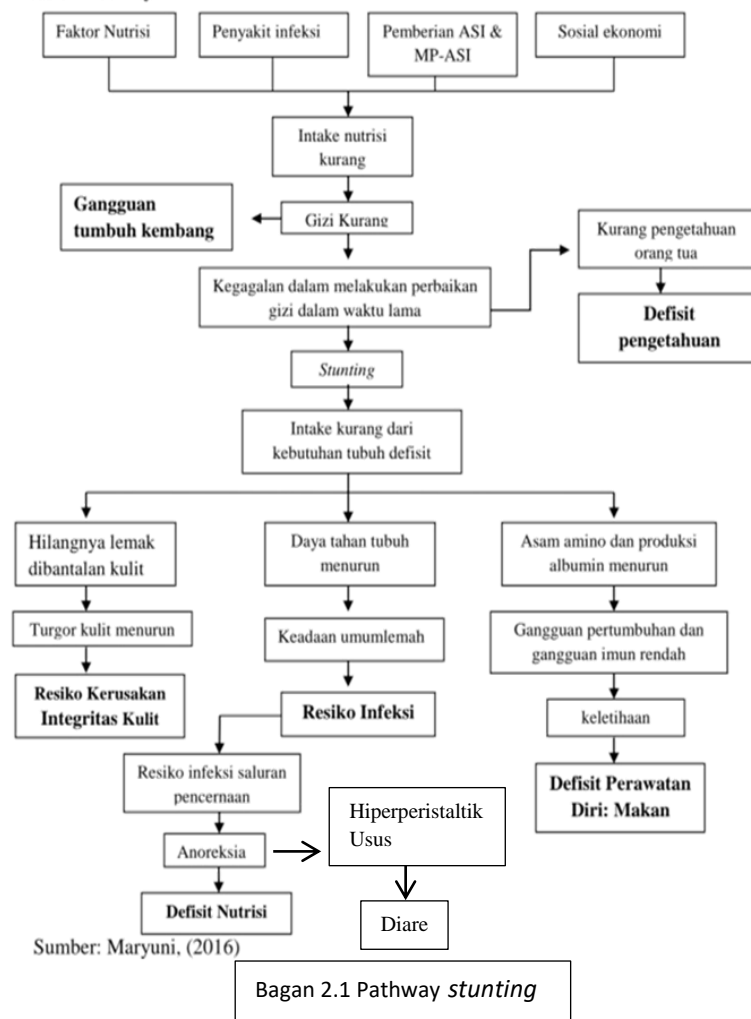 Faktor Nutrisi
Penyakit infeksi
Pemberian ASI &
MP-ASI
Sosial ekonomi
Intake nutrisi
kurang
Gangguan
tumbuh kembang
Gizi Kurang
Kurang pengetahuan
orang tua
Kegagalan dalam melakukan perbaikan
gizi dalam waktu lama
Defisit
pengetahuan
Stunting
Intake kurang dari
kebutuhan tubuh defisit
Hilangnya lemak
dibantalan kulit
Daya tahan tubuh
menurun
Asam amino dan produksi
albumin menurun
Turgor kulit menurun
Keadaan umumlemah
Gangguan pertumbuhan dan
gangguan imun rendah
Resiko Kerusakan
Integritas Kulit
Resiko Infeksi
keletihaan
Resiko infeksi saluran
pencernaan
Defisit Perawatan
Diri: Makan
Hiperperistaltik
Usus
Anoreksia
Defisit Nutrisi
Diare
Sumber: Maryuni, (2016)
Bagan 2.1 Pathway stunting